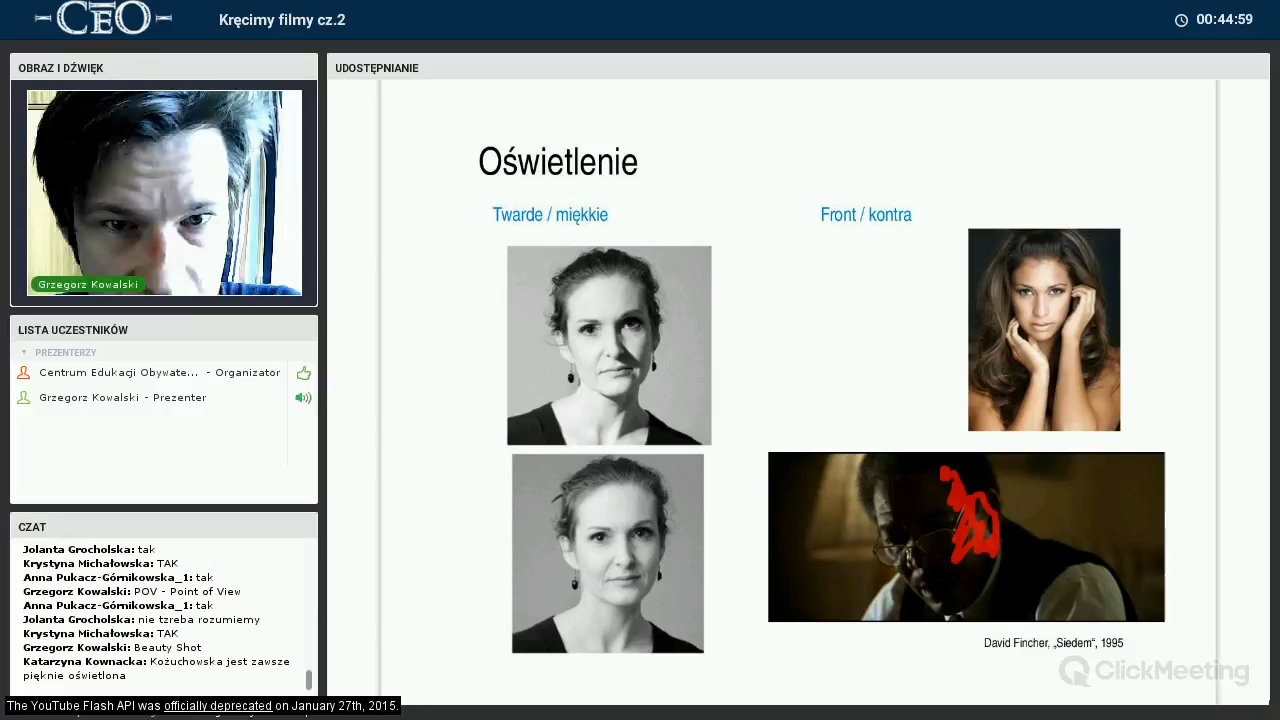 CEO
Kręcimy filmy cz.2
00:44:59
OBRAZ I DŹWIĘK
Grzegorz Kowalski
LISTA UCZESTNIKÓW
PREZENTERZY
Centrum Edukacji Obywate... - Organizator
Grzegorz Kowalski - Prezenter
CZAT
Jolanta Grocholska: tak
Krystyna Michałowska: TAK
Anna Pukacz-Górnikowska_1: tak
Grzegorz Kowalski: POV - Point of View
Anna Pukacz-Górnikowska_1: tak
Jolanta Grocholska: nie tzreba rozumiemy
Krystyna Michałowska: TAK
Grzegorz Kowalski: Beauty Shot
Katarzyna Kownacka: Kożuchowska jest zawsze
pięknie oświetlona
The YouTube Flash API was officially deprecated on January 27th, 2015.
UDOSTĘPNIANIE
Oświetlenie
Twarde / miękkie
Front / kontra
David Fincher, „Siedem“, 1995
ClickMeeting